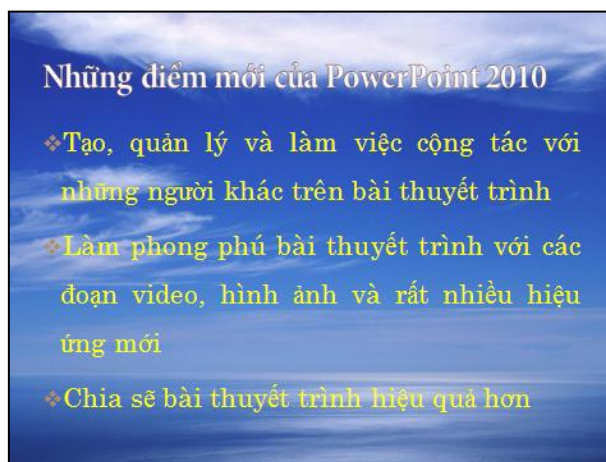 Những điểm mới của PowerPoint 2010
❖Tạo, quản lý và làm việc cộng tác với
những người khác trên bài thuyết trình
❖Làm phong phú bài thuyết trình với các
đoạn video, hình ảnh và rất nhiều hiệu
ứng mới
❖Chia sẽ bài thuyết trình hiệu quả hơn